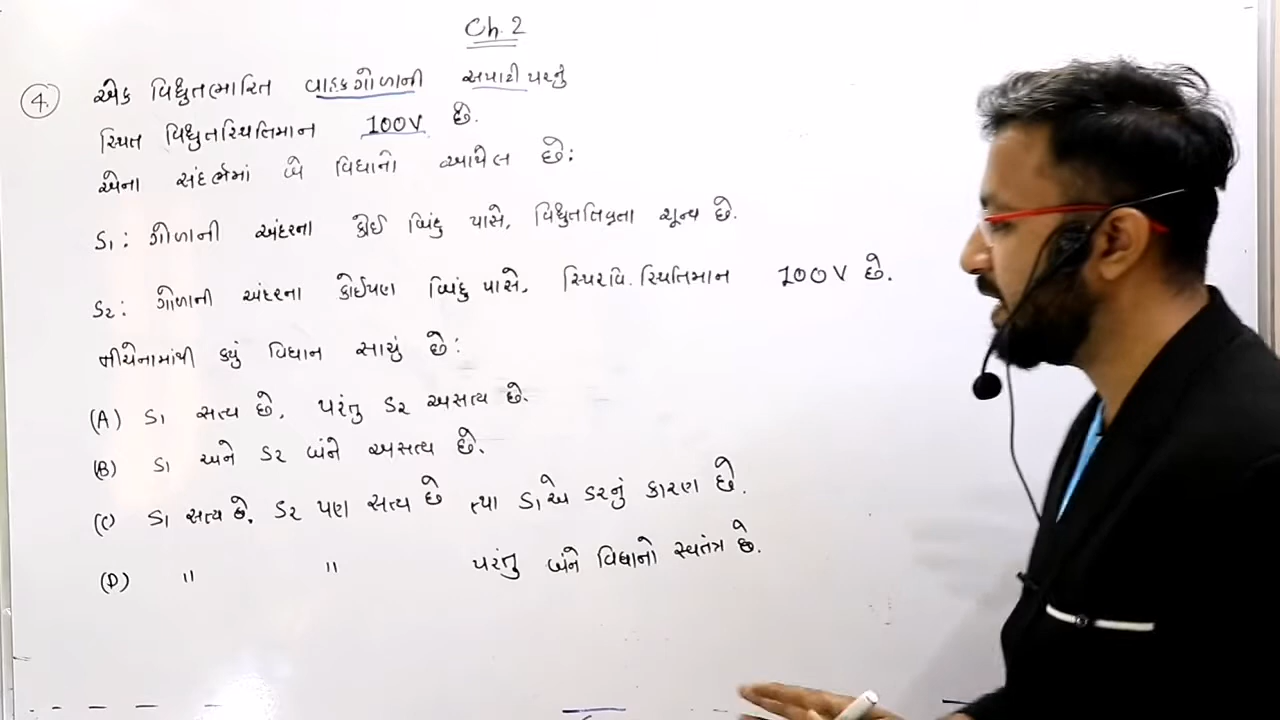 Ch. 2
4. એક વિદ્યુતભારિત વાહકગોળાની સપાટી પરનું
સ્થિત વિદ્યુતસ્થિતિમાન 100V છે.
એના સંદર્ભમાં બે વિધાનો આપેલ છે:
S1: ગોળાની અંદરના કોઈ બિંદુ પાસે, વિદ્યુતતિવ્રતા શૂન્ય છે.
S2: ગોળાની અંદરના કોઈપણ બિંદુ પાસે, સ્થિરવિ. સ્થિતિમાન 100V છે.
નીચેનામાંથી કયું વિધાન સાચું છે:
(A) S1 સત્ય છે, પરંતુ S2 અસત્ય છે.
(B) S1 અને S2 બંને અસત્ય છે.
(C) S1 સત્ય છે. S2 પણ સત્ય છે ત્થા S1 એ S2નું કારણ છે.
(D) " " પરંતુ બંને વિધાનો સ્વતંત્ર છે.